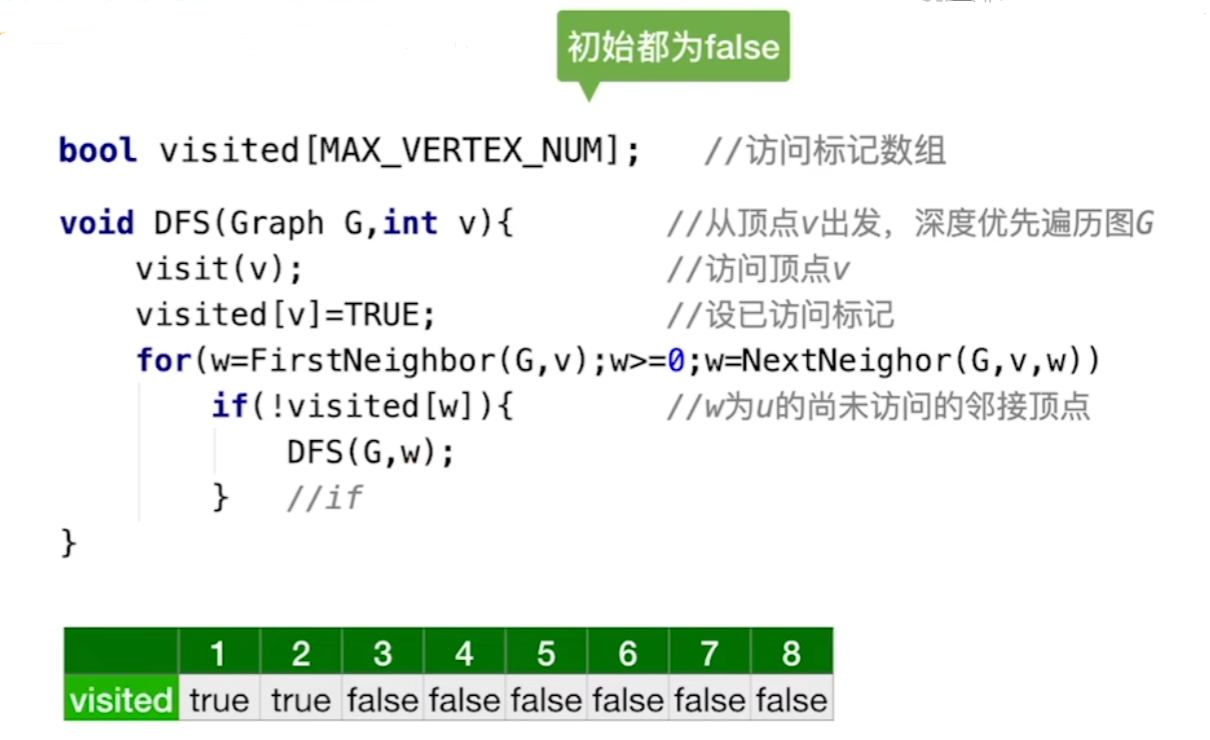 初始都为false
bool visited[MAX_VERTEX_NUM]; //访问标记数组
void DFS(Graph G,int v){ //从顶点v出发，深度优先遍历图G
visit(v); //访问顶点v
visited[v]=TRUE; //设已访问标记
for(w=FirstNeighbor(G,v);w>=0;w=NextNeighor(G,v,w))
if(!visited[w]){ //w为u的尚未访问的邻接顶点
DFS(G,w);
} //if
}
1 2 3 4 5 6 7 8
visited true true false false false false false false